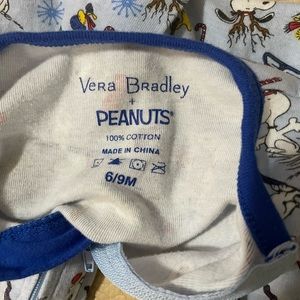 Vera Bradley
+
PEANUTS®
100% COTTON
MADE IN CHINA
6/9M